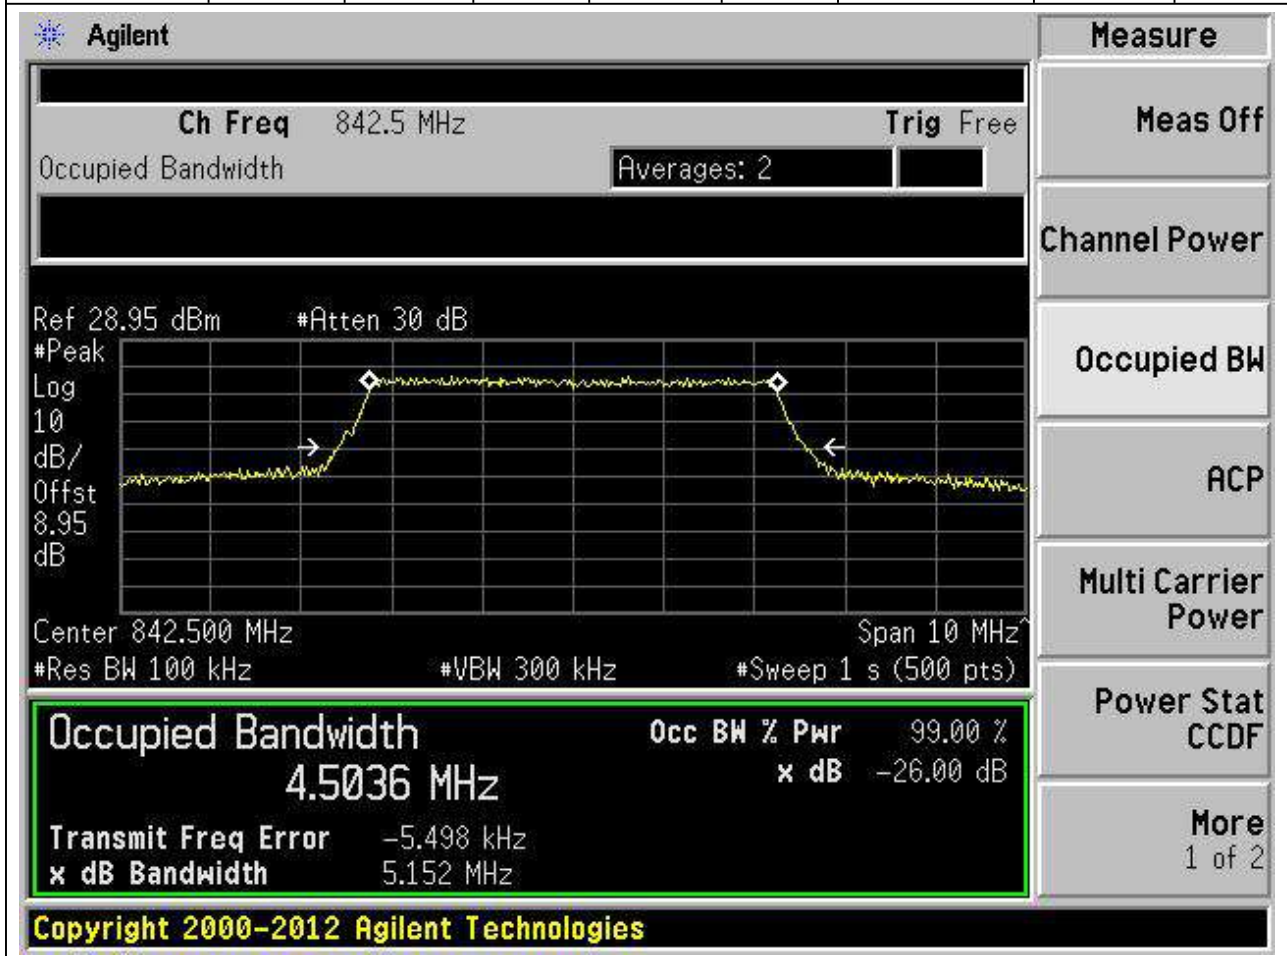 Agilent
Measure
Ch Freq 842.5 MHz Trig Free
Occupied Bandwidth Averages: 2
Meas Off
Channel Power
Occupied BW
ACP
Multi Carrier
Power
Power Stat
CCDF
More
1 of 2
Ref 28.95 dBm #Atten 30 dB
#Peak
Log
10
dB/
Offst
8.95
dB
Center 842.500 MHz Span 10 MHz^
#Res BW 100 kHz #VBW 300 kHz #Sweep 1 s (500 pts)
Occupied Bandwidth Occ BW % Pwr 99.00 %
4.5036 MHz x dB -26.00 dB
Transmit Freq Error -5.498 kHz
x dB Bandwidth 5.152 MHz
Copyright 2000-2012 Agilent Technologies